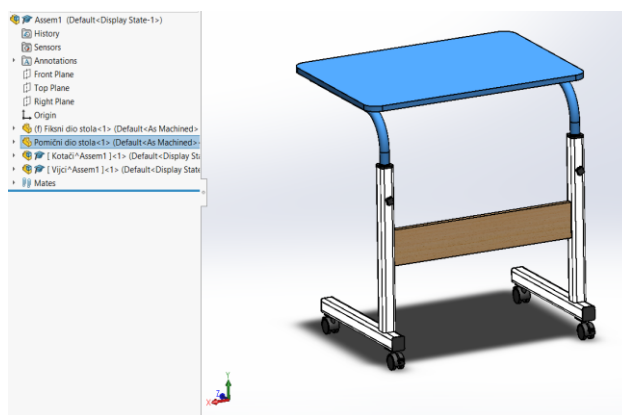 Assem1 (Default<Display State-1>)
History
Sensors
Annotations
Front Plane
Top Plane
Right Plane
Origin
(f) Fiksni dio stola<1> (Default<As Machined>
Pomični dio stola<1> (Default<As Machined>
[ Kotači^Assem1 ]<1> (Default<Display Sta
[ Vijci^Assem1 ]<1> (Default<Display State
Mates
Y
Z
X